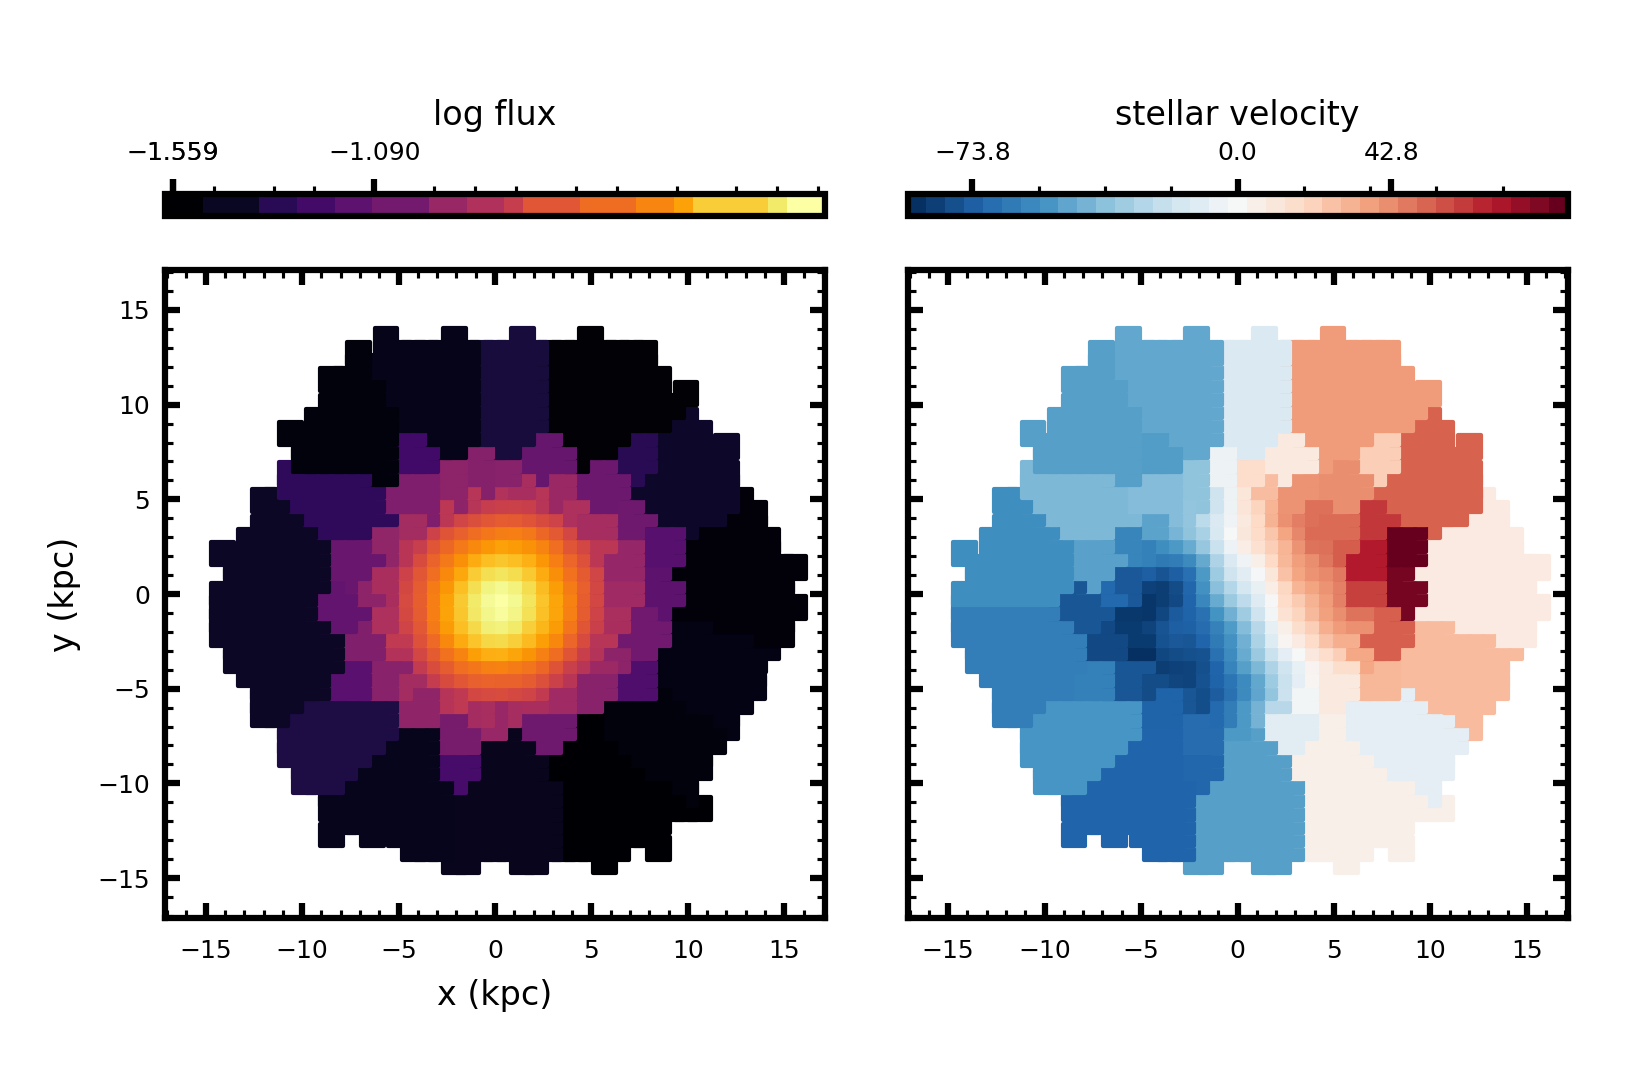 log flux
−1.559 −1.090
stellar velocity
−73.8 0.0 42.8
15
10
5
0
−5
−10
−15
y (kpc)
−15 −10 −5 0 5 10 15
x (kpc)
−15 −10 −5 0 5 10 15